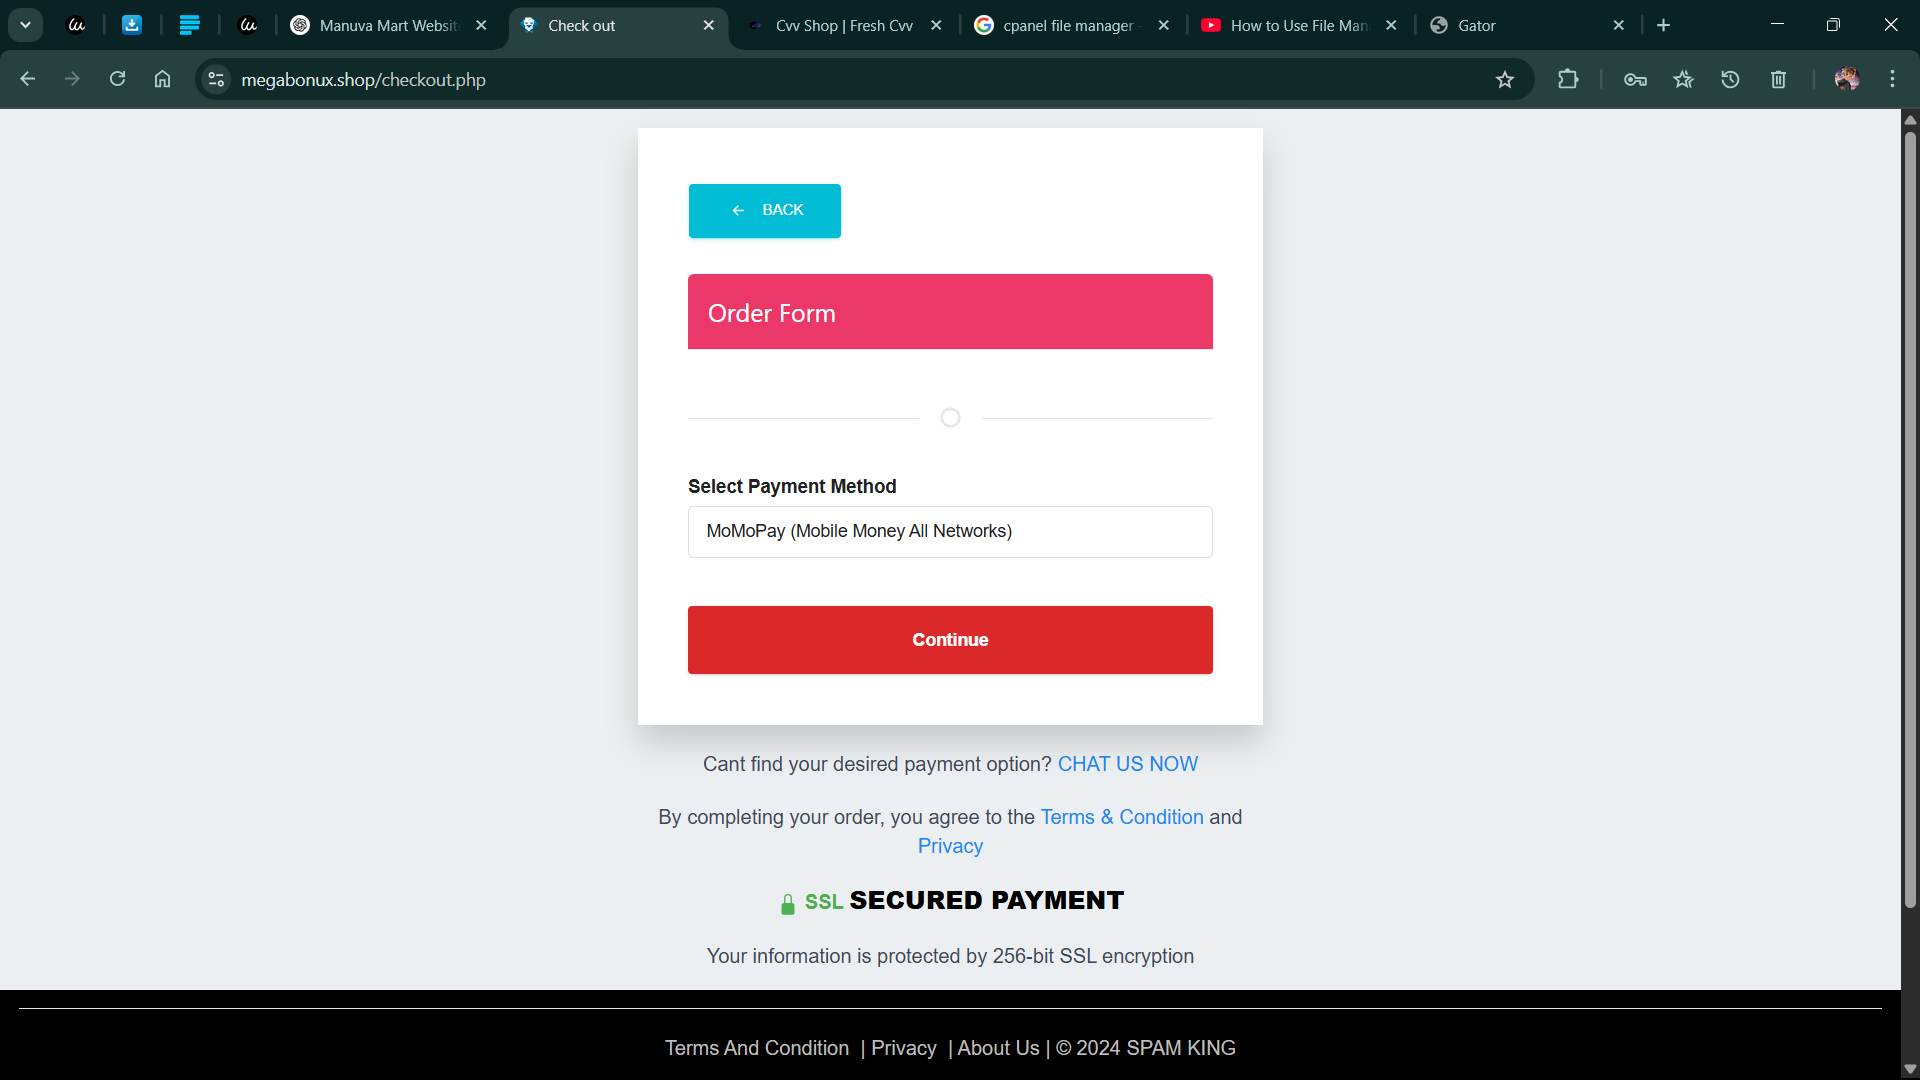 Manuva Mart Websit
Check out
Cvv Shop | Fresh Cvv
cpanel file manager -
How to Use File Man
Gator
megabonux.shop/checkout.php
BACK
Order Form
Select Payment Method
MoMoPay (Mobile Money All Networks)
Continue
Cant find your desired payment option? CHAT US NOW
By completing your order, you agree to the Terms & Condition and
Privacy
SSL SECURED PAYMENT
Your information is protected by 256-bit SSL encryption
Terms And Condition | Privacy | About Us | © 2024 SPAM KING